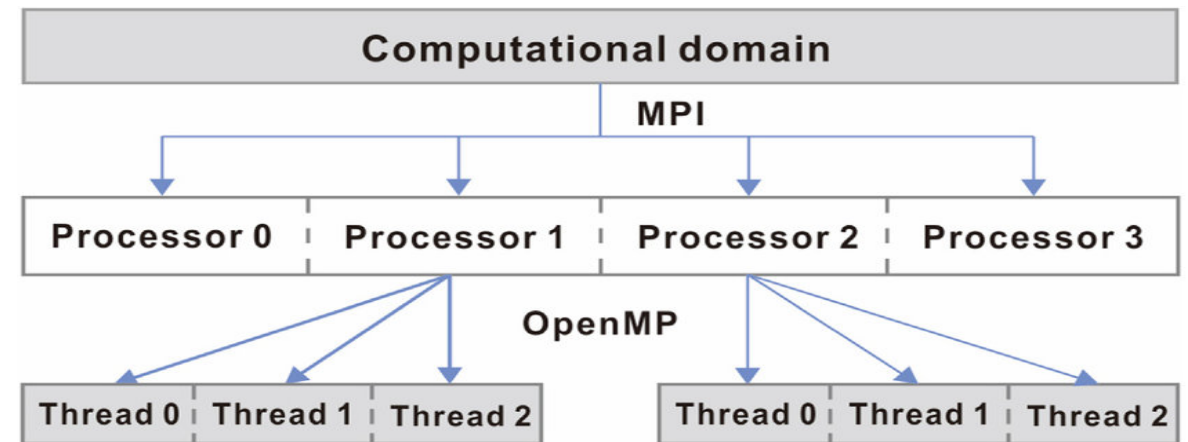 Computational domain
MPI
Processor 0 Processor 1 Processor 2 Processor 3
OpenMP
Thread 0 Thread 1 Thread 2 Thread 0 Thread 1 Thread 2